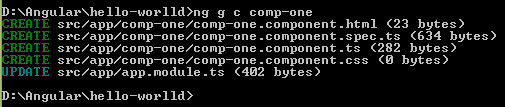 D:\Angular\hello-worlld>ng g c comp-one
CREATE src/app/comp-one/comp-one.component.html (23 bytes)
CREATE src/app/comp-one/comp-one.component.spec.ts (634 bytes)
CREATE src/app/comp-one/comp-one.component.ts (282 bytes)
CREATE src/app/comp-one/comp-one.component.css (0 bytes)
UPDATE src/app/app.module.ts (402 bytes)
D:\Angular\hello-worlld>